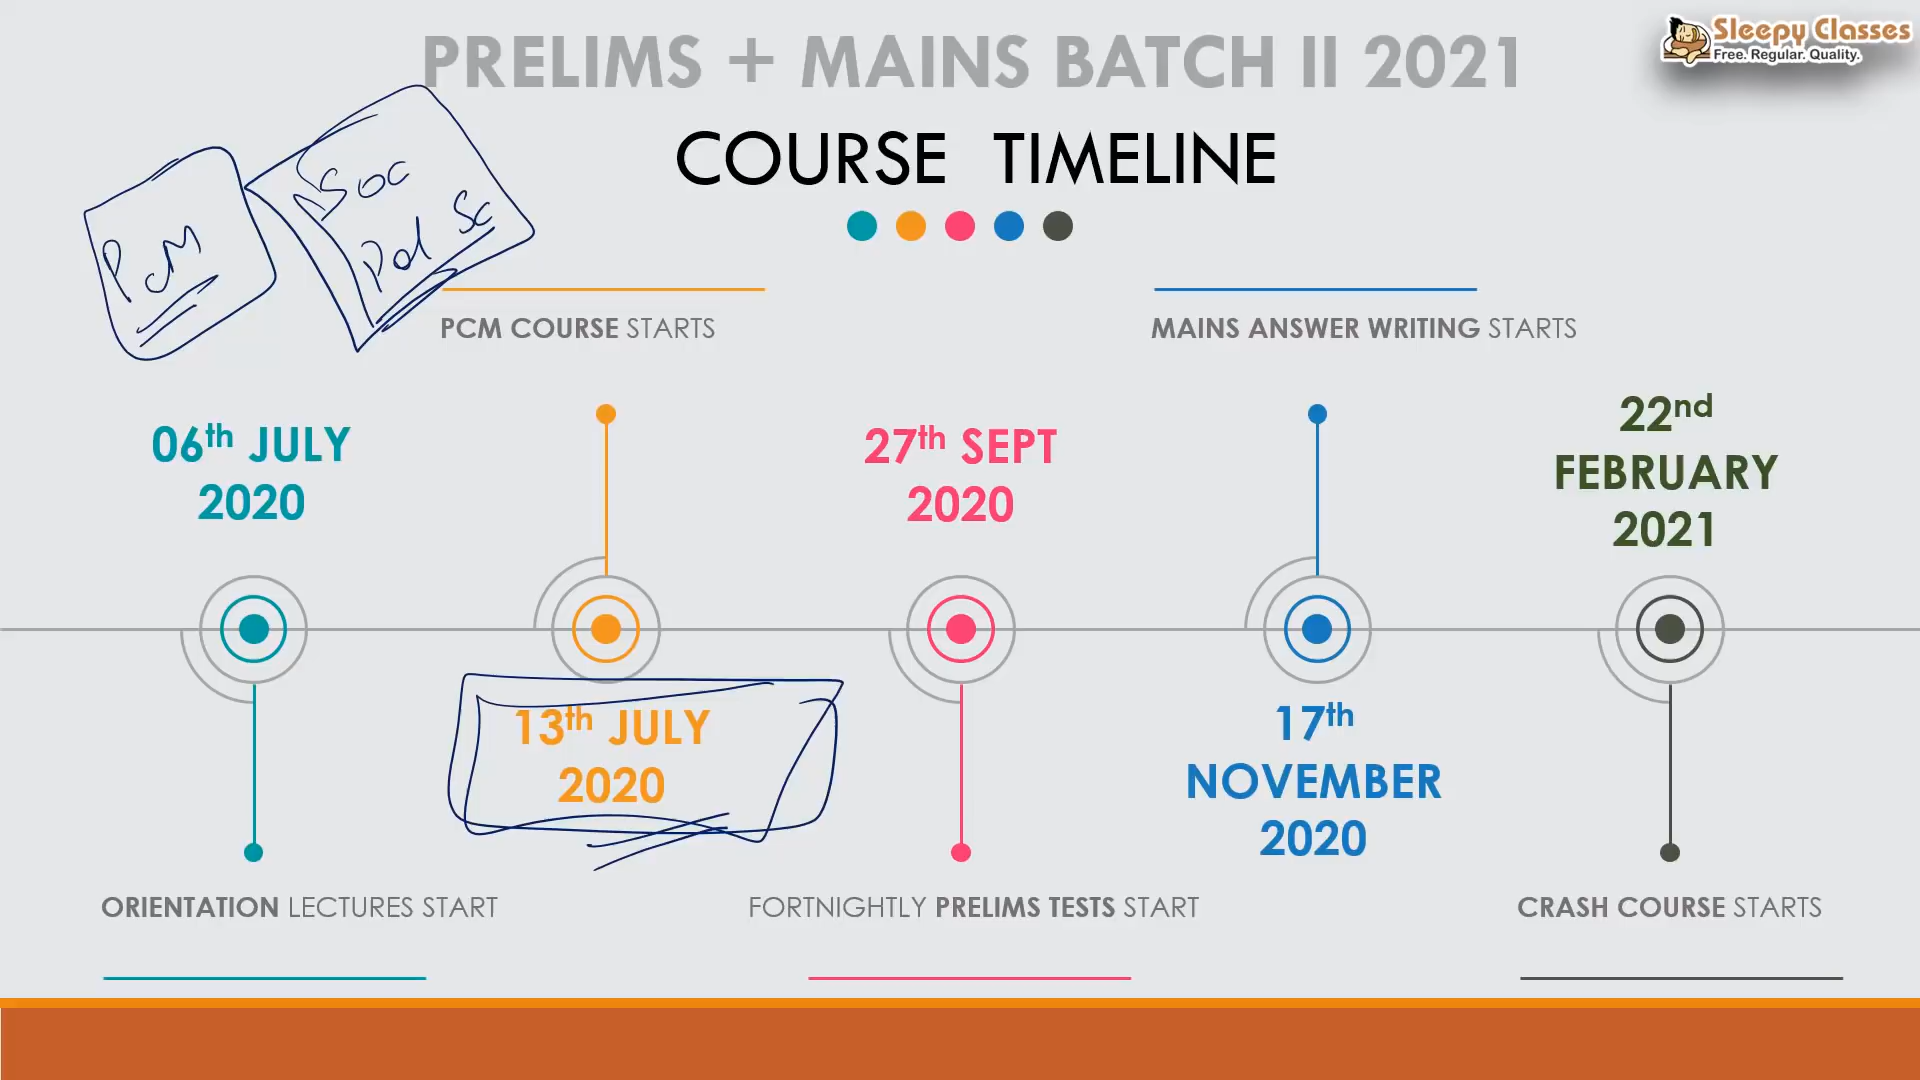 PRELIMS + MAINS BATCH II 2021
Sleepy Classes
Free. Regular. Quality.
COURSE TIMELINE
PCM
Soc
Pol Sc
PCM COURSE STARTS
MAINS ANSWER WRITING STARTS
06th JULY
2020
27th SEPT
2020
22nd
FEBRUARY
2021
13th JULY
2020
17th
NOVEMBER
2020
ORIENTATION LECTURES START
FORTNIGHTLY PRELIMS TESTS START
CRASH COURSE STARTS